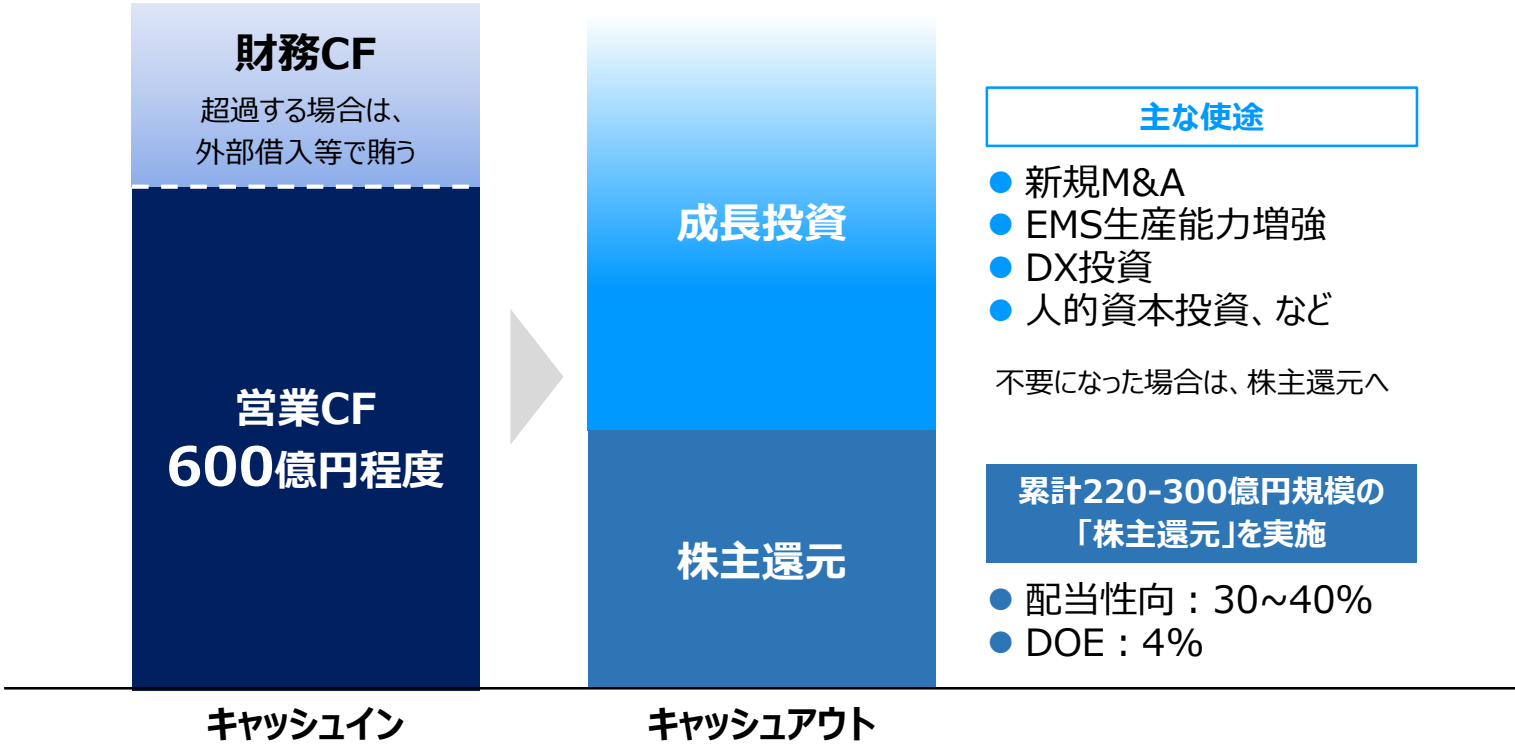 財務CF
超過する場合は、
外部借入等で賄う
営業CF
600億円程度
キャッシュイン
成長投資
株主還元
キャッシュアウト
主な使途
● 新規M&A
● EMS生産能力増強
● DX投資
● 人的資本投資、など
不要になった場合は、株主還元へ
累計220-300億円規模の
「株主還元」を実施
● 配当性向：30~40%
● DOE：4%